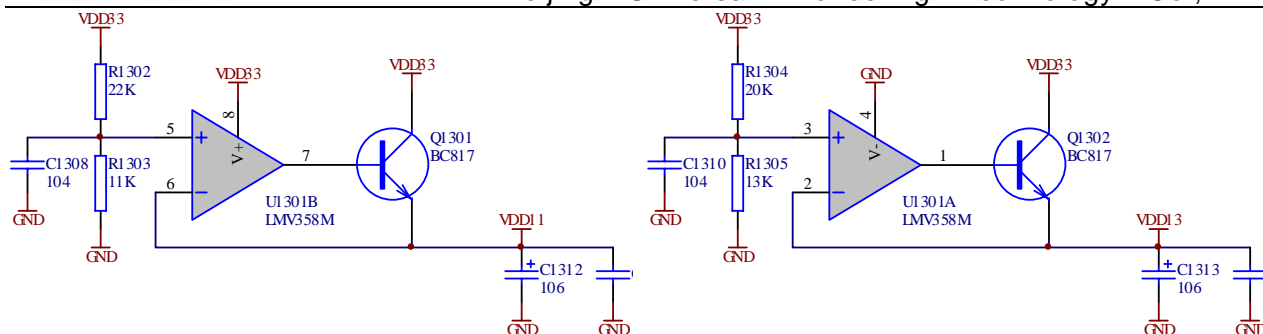 VDD33
R1302
22K
VDD33
8
V+
5
+
6
−
7
C1308
104
R1303
11K
GND
GND
U1301B
LMV358M
VDD33
Q1301
BC817
VDD11
+
C1312
106
GND
GND
VDD33
R1304
20K
GND
4
V-
3
+
2
−
1
C1310
104
R1305
13K
GND
GND
U1301A
LMV358M
VDD33
Q1302
BC817
VDD13
+
C1313
106
GND
GND